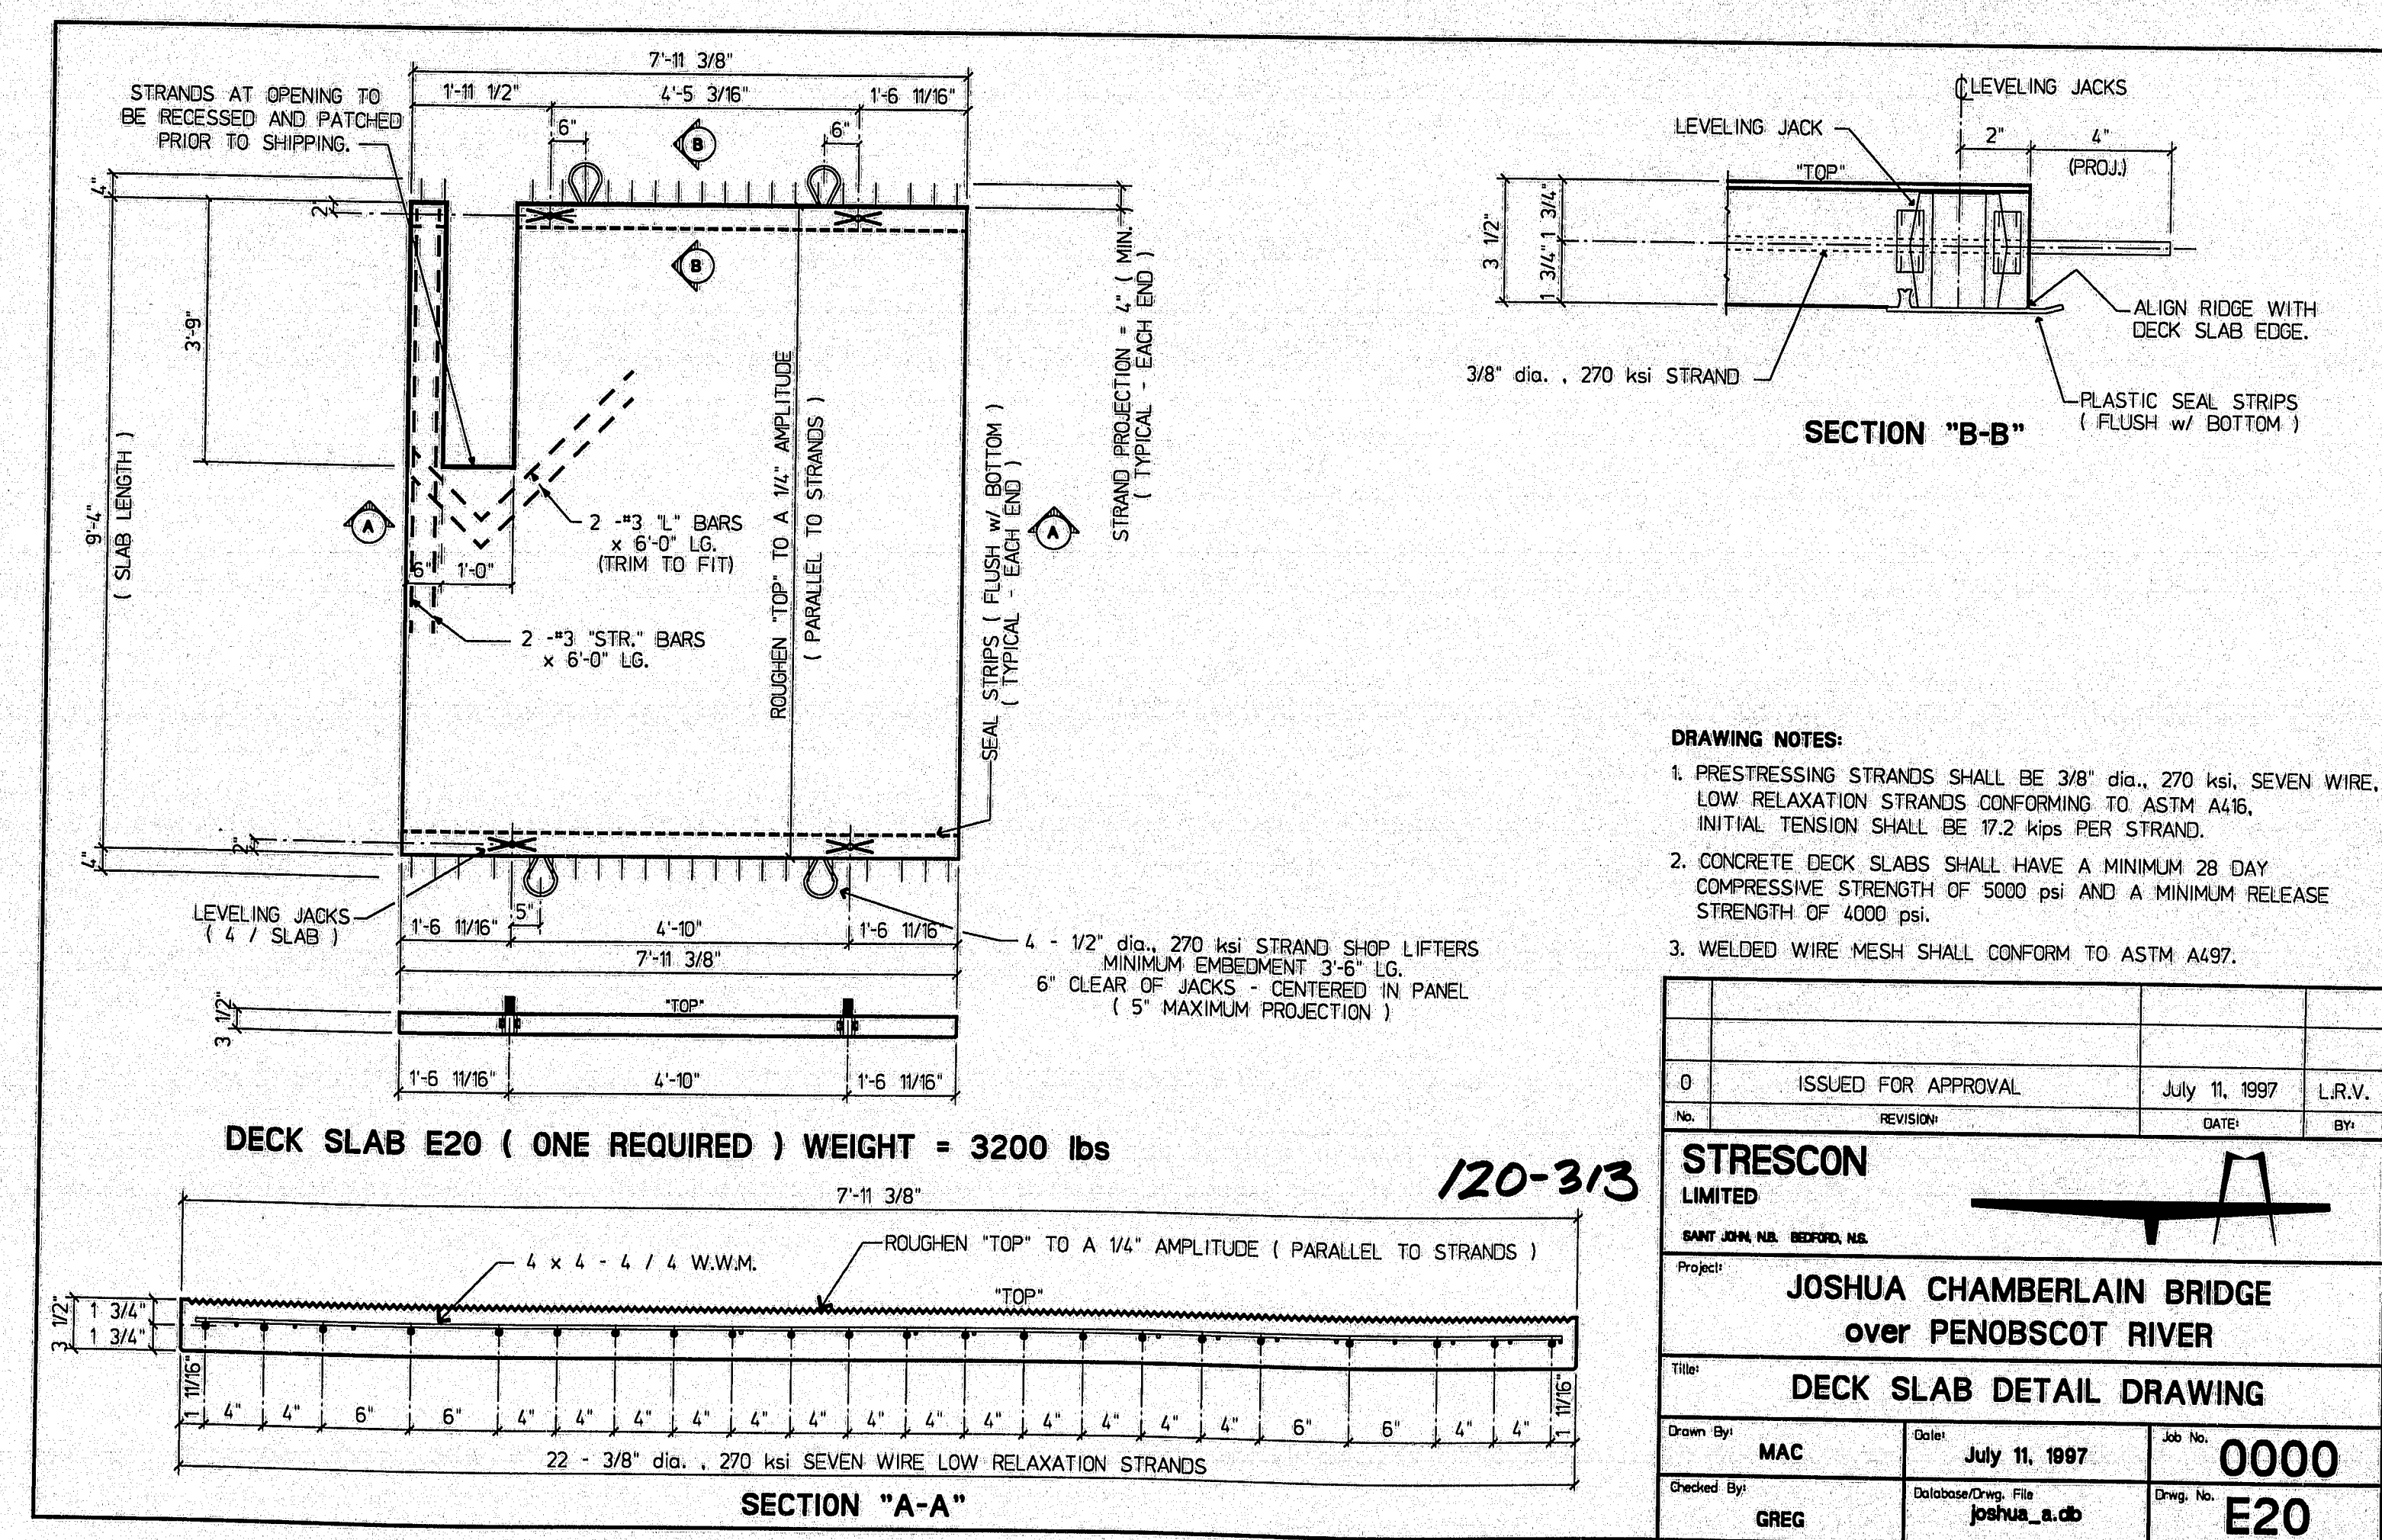 7'-11 3/8"
1'-11 1/2"
4'-5 3/16"
1'-6 11/16"
STRANDS AT OPENING TO
BE RECESSED AND PATCHED
PRIOR TO SHIPPING.
6"
B
6"
4"
2"
B
3'-9"
9'-4"
( SLAB LENGTH )
A
ROUGHEN "TOP" TO A 1/4" AMPLITUDE
( PARALLEL TO STRANDS )
SEAL STRIPS ( FLUSH w/ BOTTOM )
( TYPICAL - EACH END )
STRAND PROJECTION = 4" ( MIN. )
( TYPICAL - EACH END )
A
2 -#3 "L" BARS
x 6'-0" LG.
(TRIM TO FIT)
6"
1'-0"
2 -#3 "STR." BARS
x 6'-0" LG.
2"
4"
LEVELING JACKS
( 4 / SLAB )
1'-6 11/16"
5"
4'-10"
1'-6 11/16"
7'-11 3/8"
4 - 1/2" dia., 270 ksi STRAND SHOP LIFTERS
MINIMUM EMBEDMENT 3'-6" LG.
6" CLEAR OF JACKS - CENTERED IN PANEL
( 5" MAXIMUM PROJECTION )
3 1/2"
"TOP"
1'-6 11/16"
4'-10"
1'-6 11/16"
DECK SLAB E20 ( ONE REQUIRED ) WEIGHT = 3200 lbs
LEVELING JACKS
LEVELING JACK
2"
4"
(PROJ.)
"TOP"
3 1/2"
1 3/4"
1 3/4"
ALIGN RIDGE WITH
DECK SLAB EDGE.
3/8" dia. , 270 ksi STRAND
PLASTIC SEAL STRIPS
( FLUSH w/ BOTTOM )
SECTION "B-B"
DRAWING NOTES:
1. PRESTRESSING STRANDS SHALL BE 3/8" dia., 270 ksi, SEVEN WIRE,
LOW RELAXATION STRANDS CONFORMING TO ASTM A416,
INITIAL TENSION SHALL BE 17.2 kips PER STRAND.
2. CONCRETE DECK SLABS SHALL HAVE A MINIMUM 28 DAY
COMPRESSIVE STRENGTH OF 5000 psi AND A MINIMUM RELEASE
STRENGTH OF 4000 psi.
3. WELDED WIRE MESH SHALL CONFORM TO ASTM A497.
0 ISSUED FOR APPROVAL July 11, 1997 L.R.V.
No. REVISION: DATE: BY:
120-313
STRESCON
LIMITED
SAINT JOHN, N.B. BEDFORD, N.S.
Project:
JOSHUA CHAMBERLAIN BRIDGE
over PENOBSCOT RIVER
Title:
DECK SLAB DETAIL DRAWING
Drawn By: MAC
Date: July 11, 1997
Job No. 0000
Checked By: GREG
Database/Drwg. File joshua_a.db
Drwg. No. E20
7'-11 3/8"
4 x 4 - 4 / 4 W.W.M.
ROUGHEN "TOP" TO A 1/4" AMPLITUDE ( PARALLEL TO STRANDS )
"TOP"
3 1/2"
1 3/4"
1 3/4"
1 11/16" 4" 4" 6" 6" 4" 4" 4" 4" 4" 4" 4" 4" 4" 4" 4" 4" 4" 6" 6" 4" 4" 1 11/16"
22 - 3/8" dia. , 270 ksi SEVEN WIRE LOW RELAXATION STRANDS
SECTION "A-A"